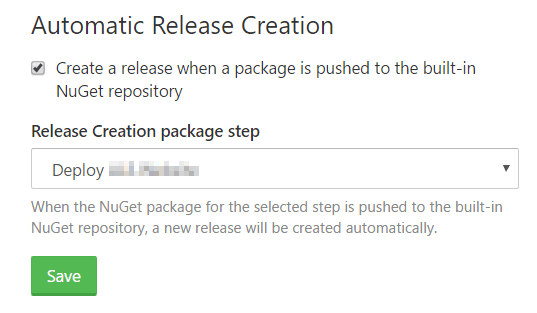 Automatic Release Creation
Create a release when a package is pushed to the built-in
NuGet repository
Release Creation package step
Deploy
When the NuGet package for the selected step is pushed to the built-in
NuGet repository, a new release will be created automatically.
Save